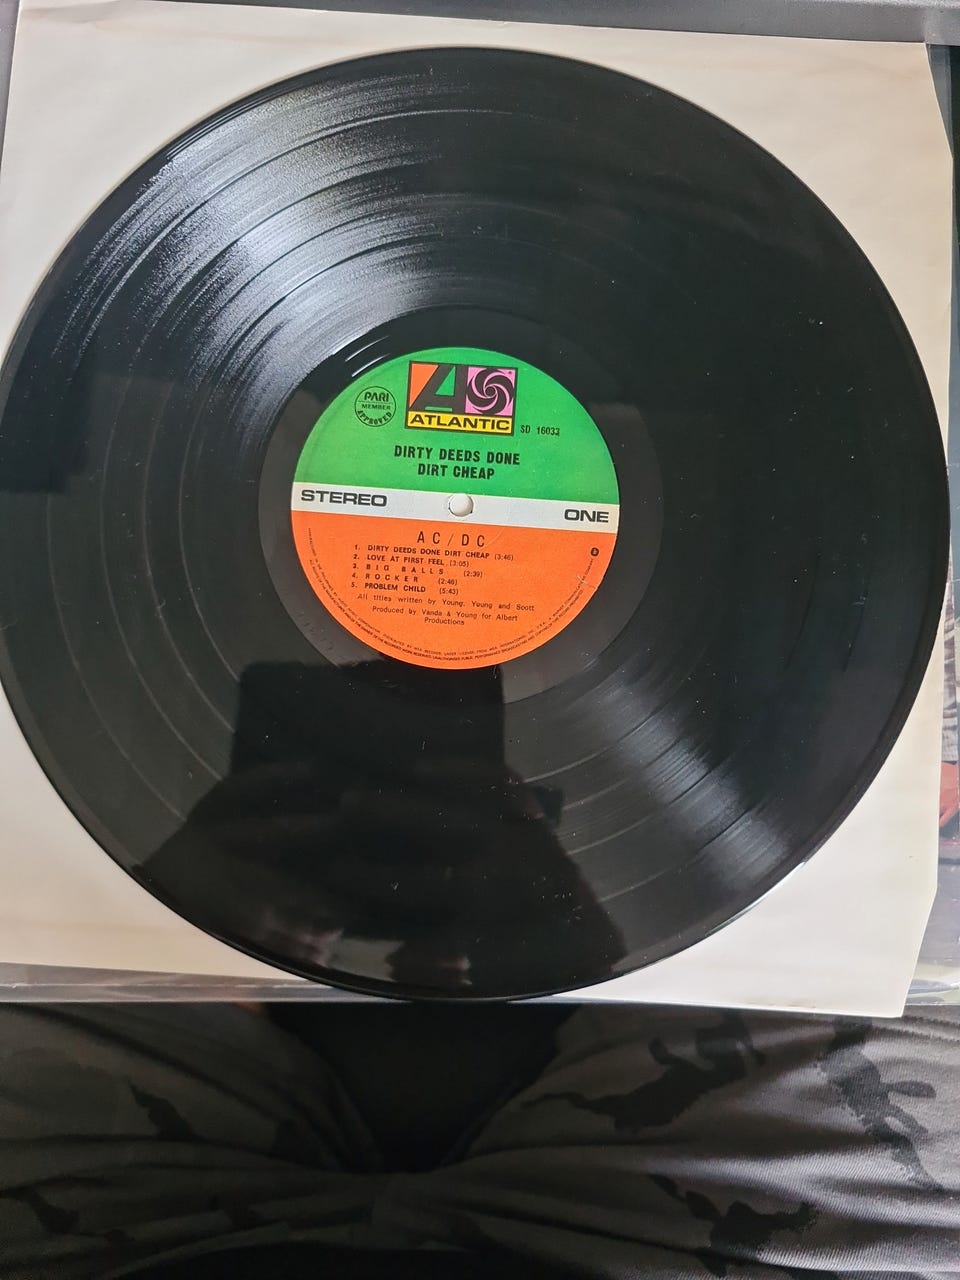 PARI
MEMBER
APPROVED
ATLANTIC
SD 16033
DIRTY DEEDS DONE
DIRT CHEAP
STEREO
ONE
AC/DC
1. DIRTY DEEDS DONE DIRT CHEAP (3:46)
2. LOVE AT FIRST FEEL (3:05)
3. BIG BALLS (2:39)
4. ROCKER (2:46)
5. PROBLEM CHILD (5:43)
All titles written by Young, Young and Scott
Produced by Vanda & Young for Albert
Productions